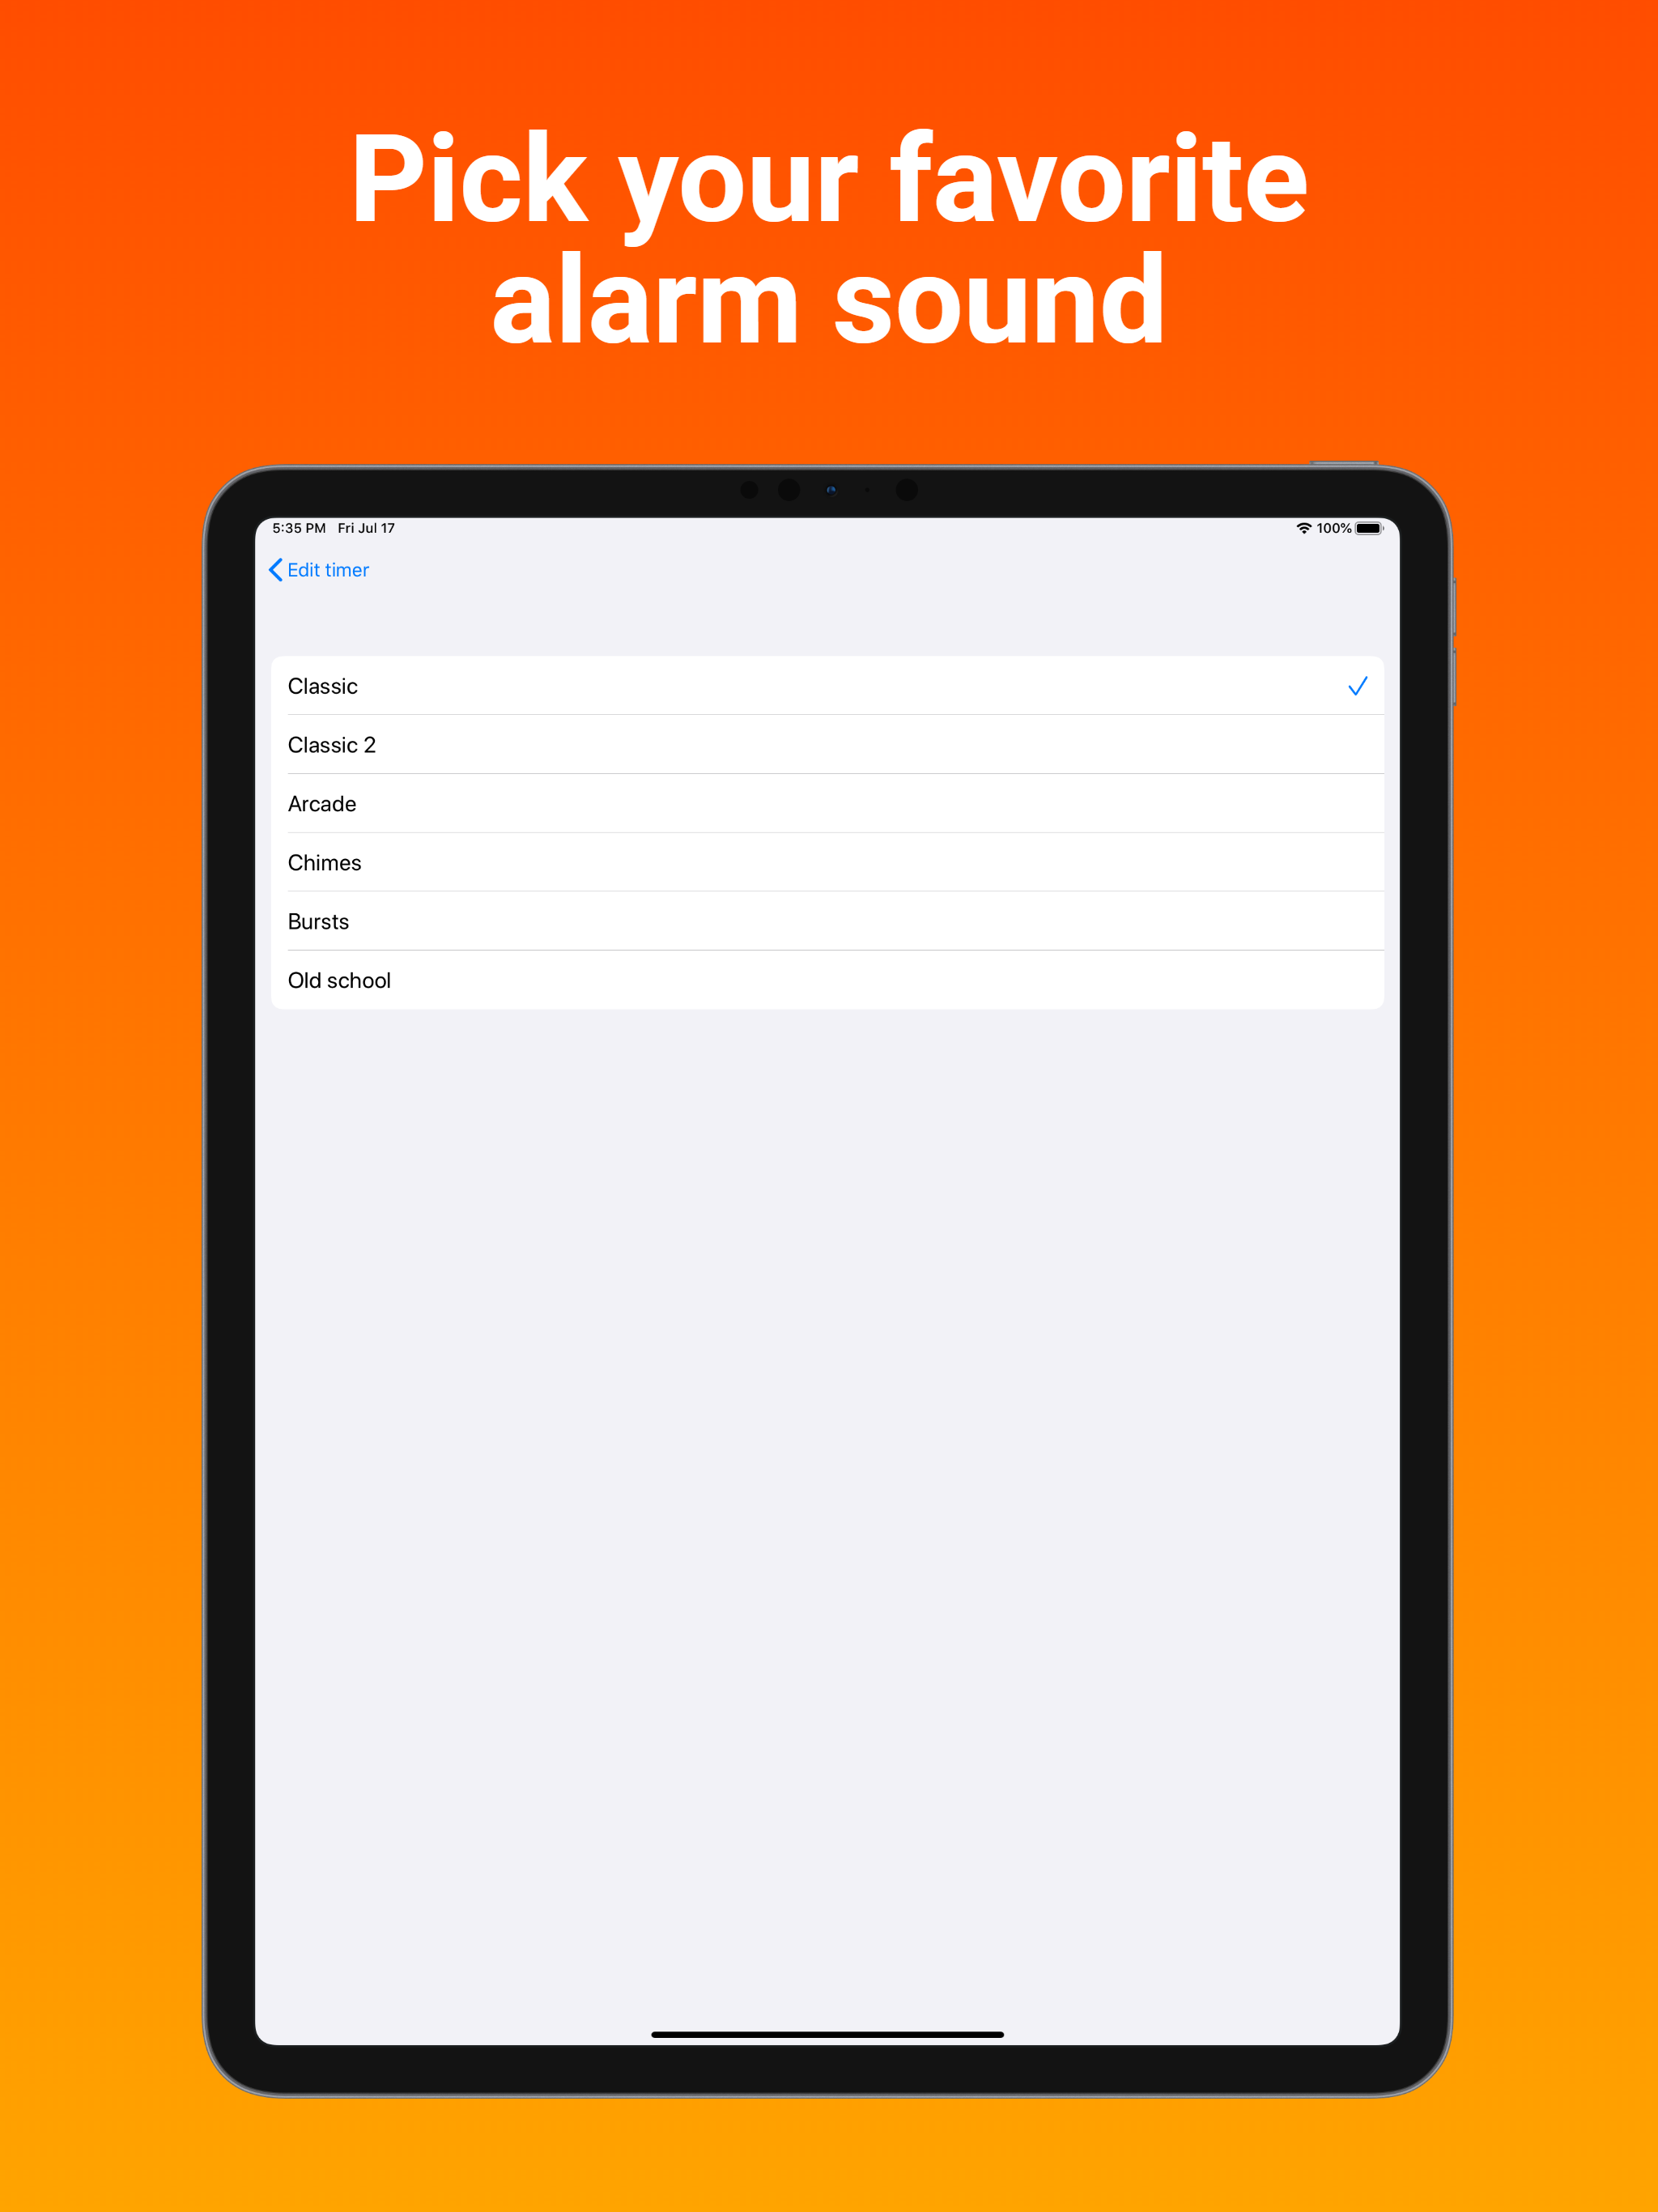 Pick your favorite
alarm sound
5:35 PM Fri Jul 17 100%
Edit timer
Classic
Classic 2
Arcade
Chimes
Bursts
Old school